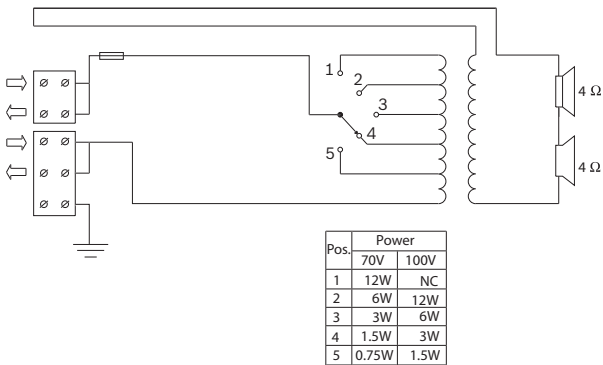 1
2
3
4
5
4 Ω
4 Ω
Pos. Power
70V 100V
1 12W NC
2 6W 12W
3 3W 6W
4 1.5W 3W
5 0.75W 1.5W